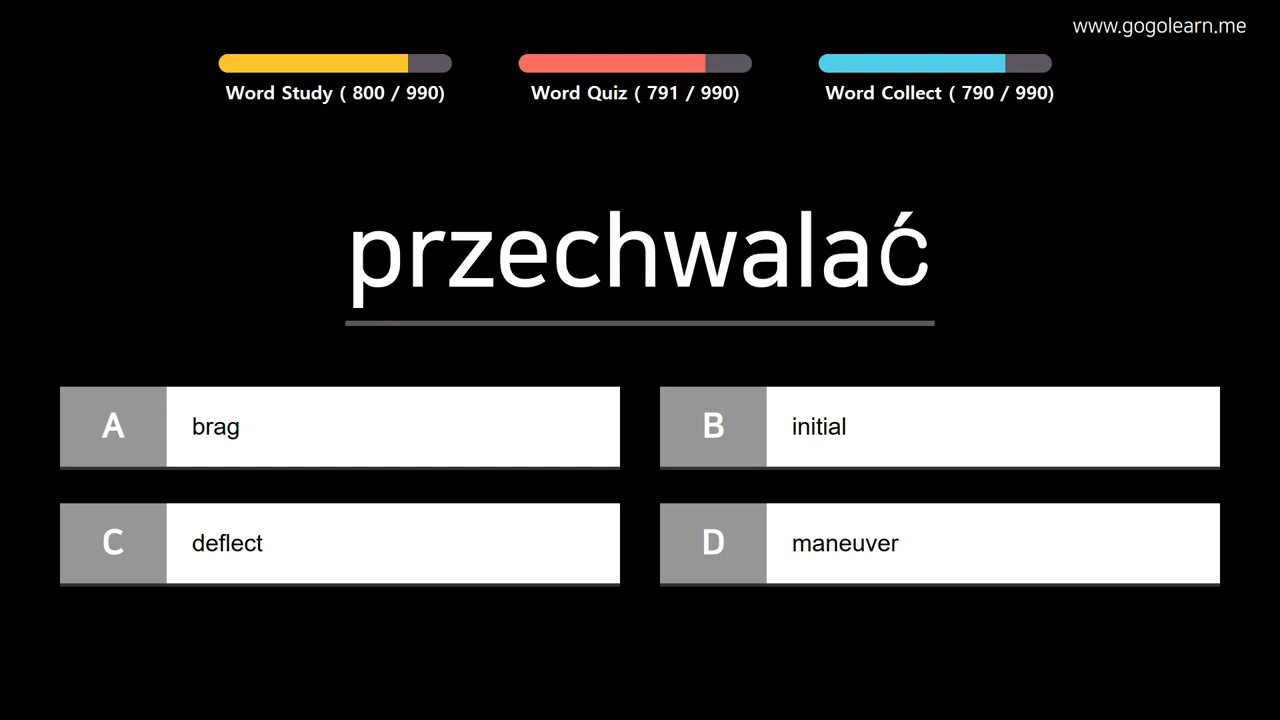 www.gogolearn.me
Word Study ( 800 / 990)
Word Quiz ( 791 / 990)
Word Collect ( 790 / 990)
przechwalać
A brag
B initial
C deflect
D maneuver